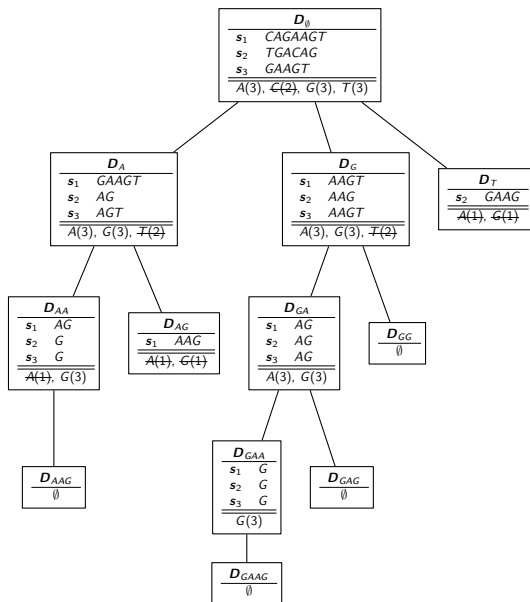 D∅
s1 CAGAAGT
s2 TGACAG
s3 GAAGT
A(3), C(2), G(3), T(3)
DA
s1 GAAGT
s2 AG
s3 AGT
A(3), G(3), T(2)
DG
s1 AAGT
s2 AAG
s3 AAGT
A(3), G(3), T(2)
DT
s2 GAAG
A(1), G(1)
DAA
s1 AG
s2 G
s3 G
A(1), G(3)
DAG
s1 AAG
A(1), G(1)
DGA
s1 AG
s2 AG
s3 AG
A(3), G(3)
DGG
∅
DAAG
∅
DGAA
s1 G
s2 G
s3 G
G(3)
DGAG
∅
DGAAG
∅